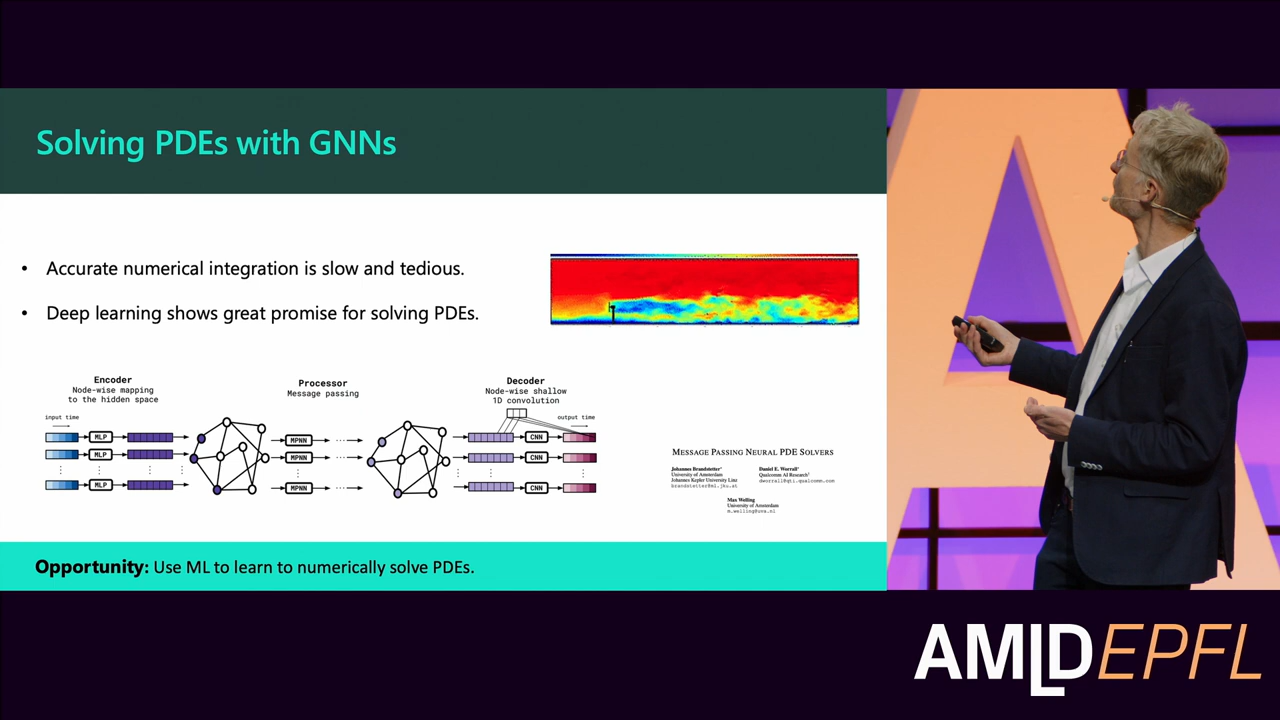 Solving PDEs with GNNs
• Accurate numerical integration is slow and tedious.
• Deep learning shows great promise for solving PDEs.
Encoder
Node-wise mapping
to the hidden space
Processor
Message passing
Decoder
Node-wise shallow
1D convolution
input time
output time
MLP
MPNN
CNN
MLP
MPNN
CNN
MLP
MPNN
CNN
MESSAGE PASSING NEURAL PDE SOLVERS
Johannes Brandstetter*
University of Amsterdam
Johannes Kepler University Linz
brandstetter@ml.jku.at
Daniel E. Worrall*
Qualcomm AI Research†
dworrall@qti.qualcomm.com
Max Welling
University of Amsterdam
m.welling@uva.nl
Opportunity: Use ML to learn to numerically solve PDEs.
AMLD EPFL